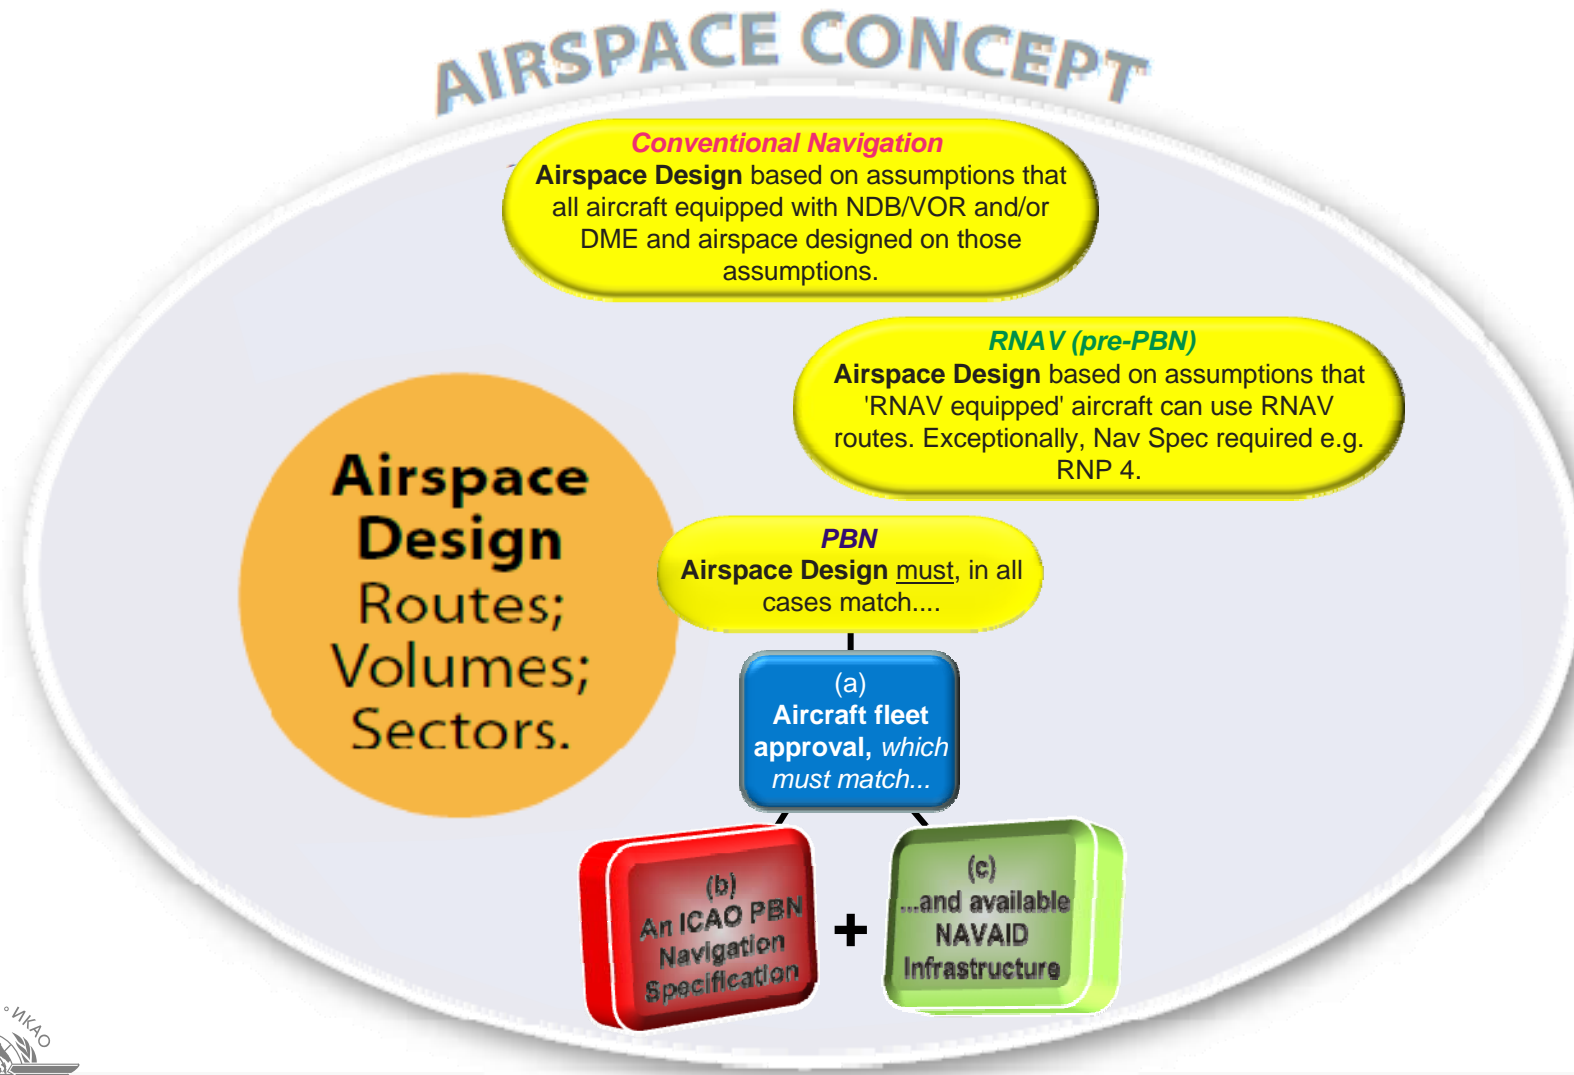 AIRSPACE CONCEPT
Conventional Navigation
Airspace Design based on assumptions that
all aircraft equipped with NDB/VOR and/or
DME and airspace designed on those
assumptions.
RNAV (pre-PBN)
Airspace Design based on assumptions that
'RNAV equipped' aircraft can use RNAV
routes. Exceptionally, Nav Spec required e.g.
RNP 4.
Airspace
Design
Routes;
Volumes;
Sectors.
PBN
Airspace Design must, in all
cases match....
(a)
Aircraft fleet
approval, which
must match...
(b)
An ICAO PBN
Navigation
Specification
+
(c)
...and available
NAVAID
Infrastructure
ИКАО